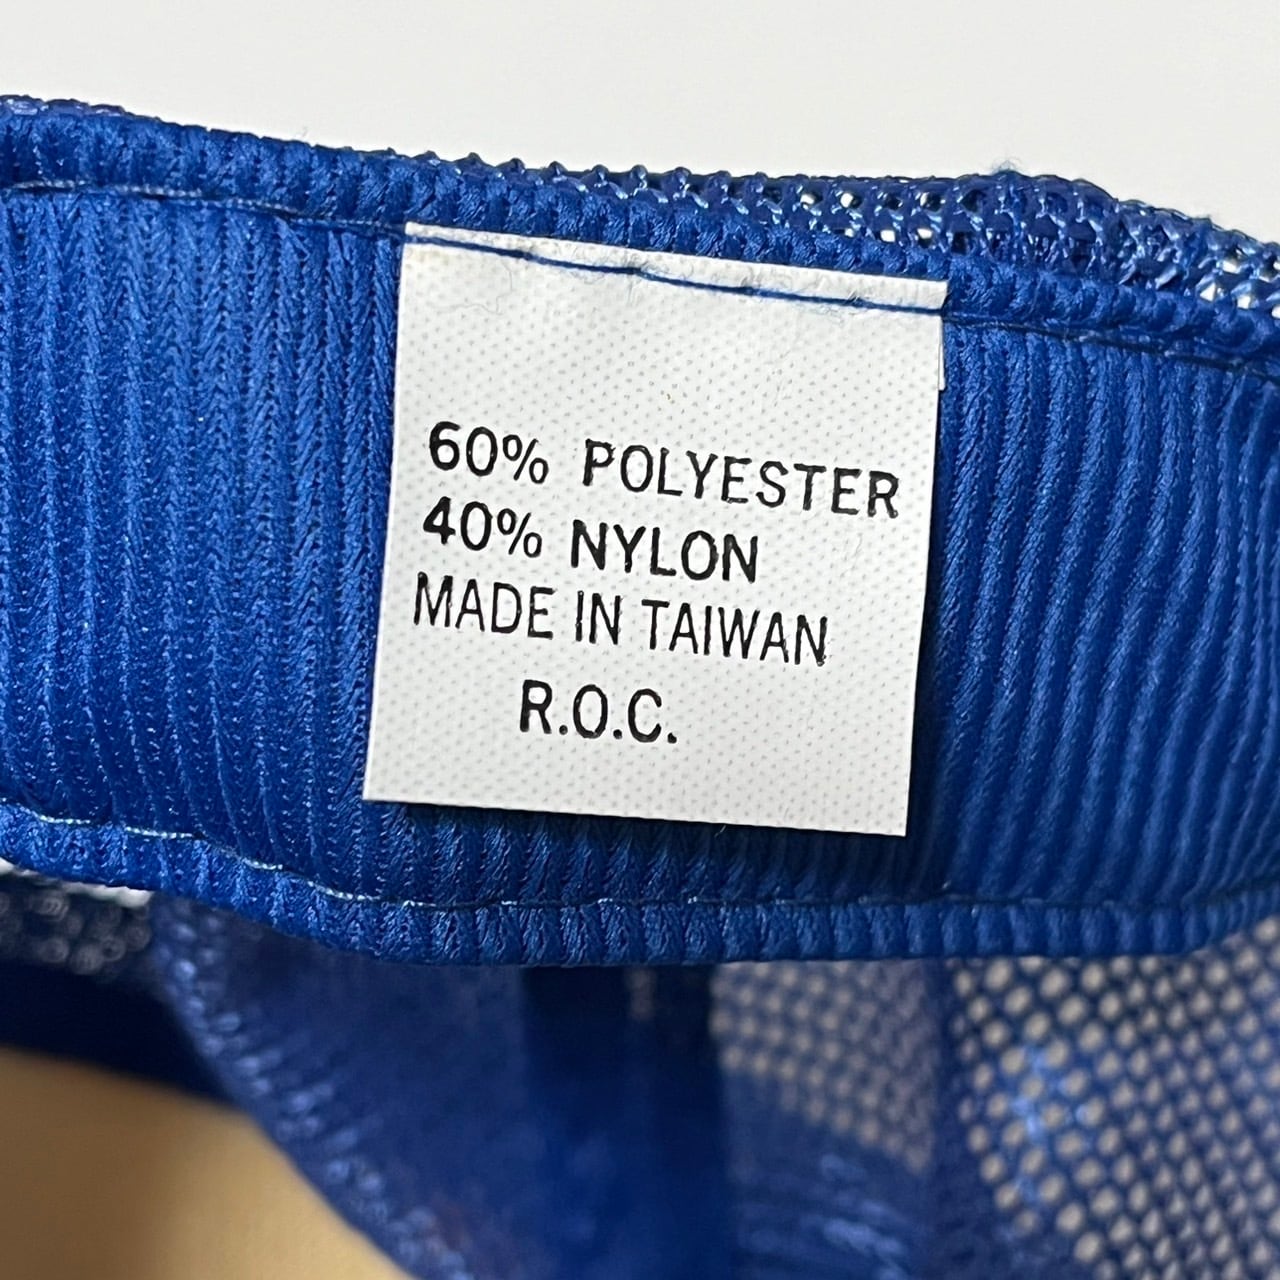 60% POLYESTER
40% NYLON
MADE IN TAIWAN
R.O.C.